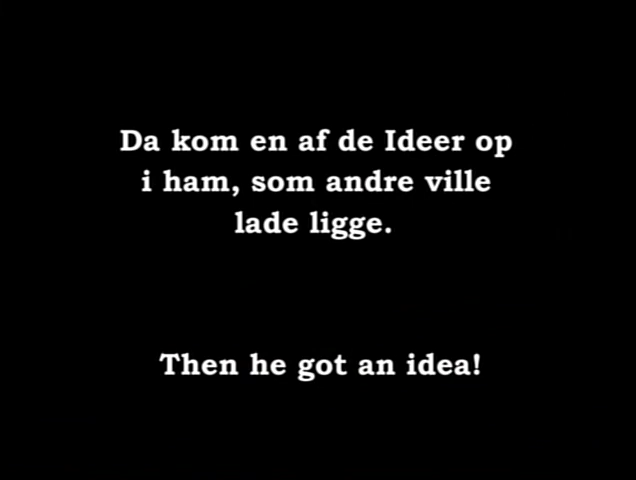 Da kom en af de Ideer op
i ham, som andre ville
lade ligge.
Then he got an idea!